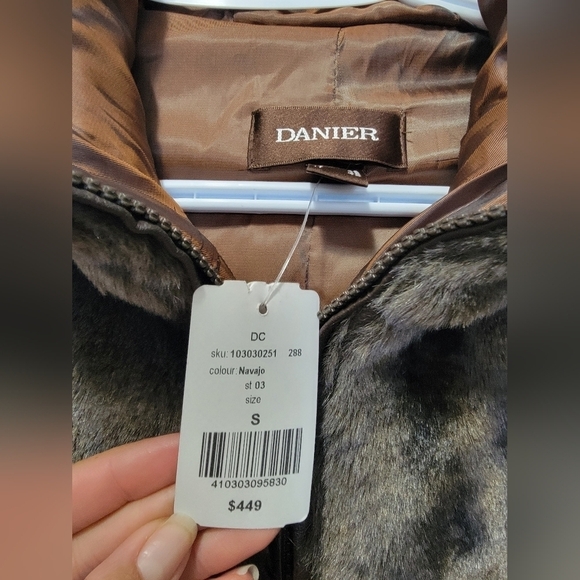 DANIER
DC
sku: 103030251 288
colour: Navajo
st 03
size
S
410303095830
$449